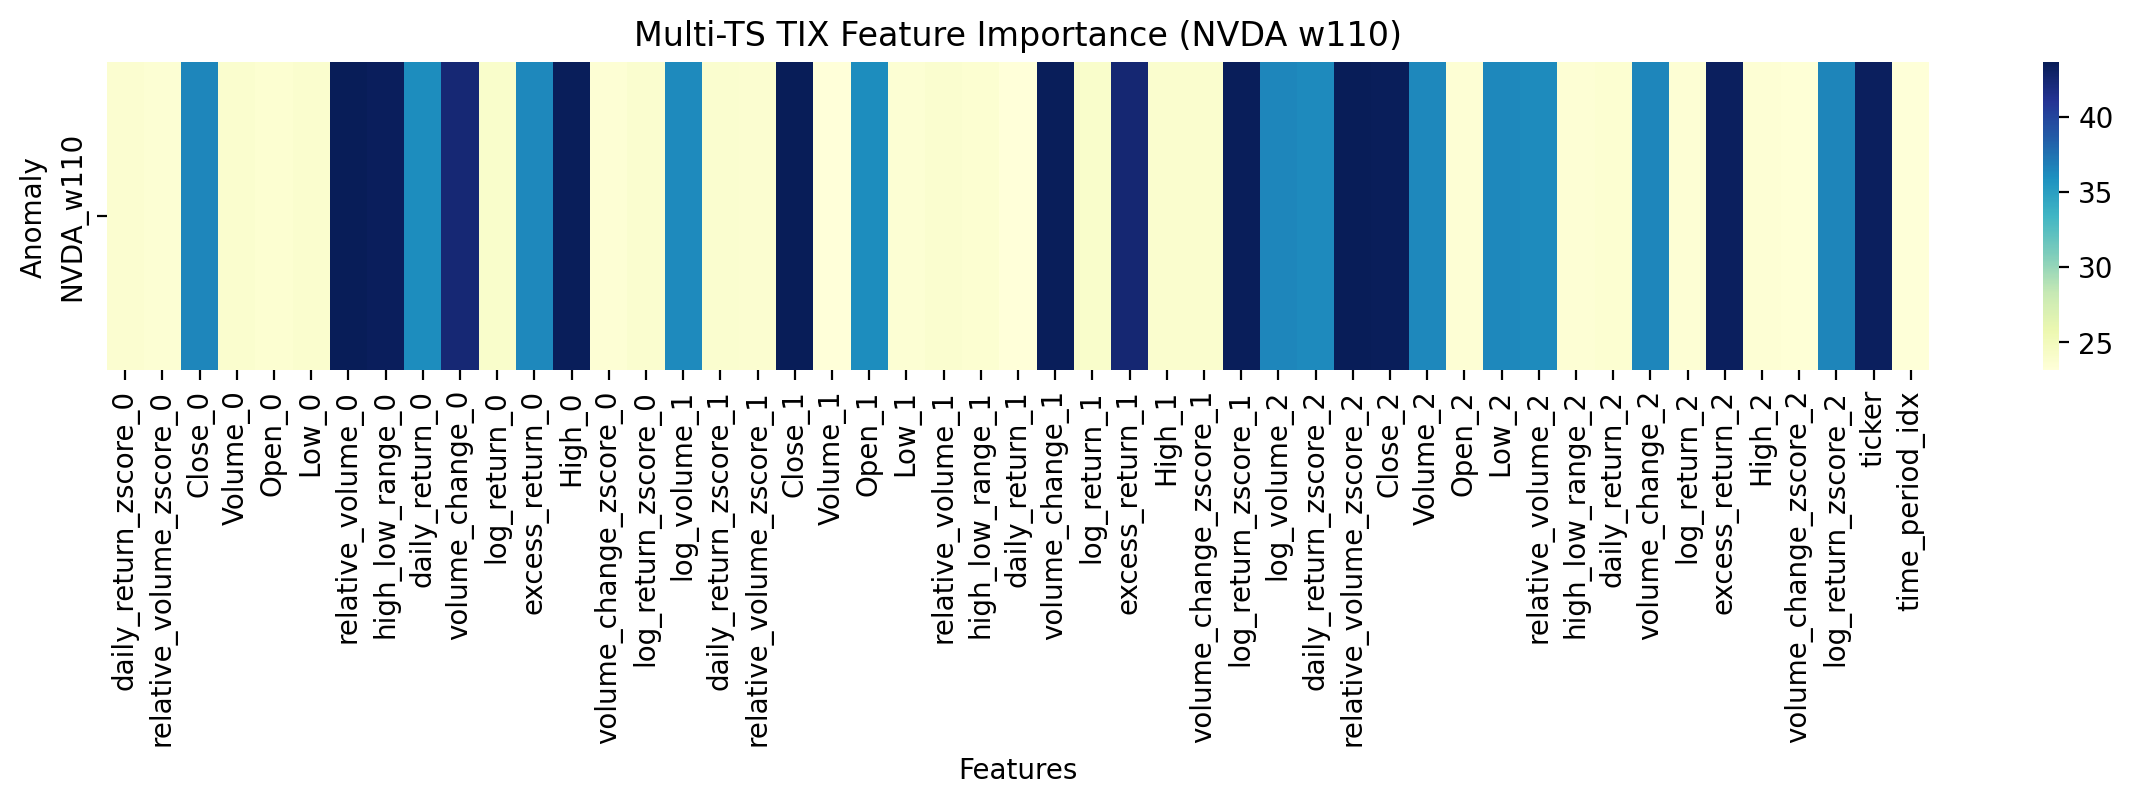 Multi-TS TIX Feature Importance (NVDA w110)
Anomaly
NVDA_w110
40
35
30
25
daily_return_zscore_0
relative_volume_zscore_0
Close_0
Volume_0
Open_0
Low_0
relative_volume_0
high_low_range_0
daily_return_0
volume_change_0
log_return_0
excess_return_0
High_0
volume_change_zscore_0
log_return_zscore_0
log_volume_1
daily_return_zscore_1
relative_volume_zscore_1
Close_1
Volume_1
Open_1
Low_1
relative_volume_1
high_low_range_1
daily_return_1
volume_change_1
log_return_1
excess_return_1
High_1
volume_change_zscore_1
log_return_zscore_1
log_volume_2
daily_return_zscore_2
relative_volume_zscore_2
Close_2
Volume_2
Open_2
Low_2
relative_volume_2
high_low_range_2
daily_return_2
volume_change_2
log_return_2
excess_return_2
High_2
volume_change_zscore_2
log_return_zscore_2
ticker
time_period_idx
Features